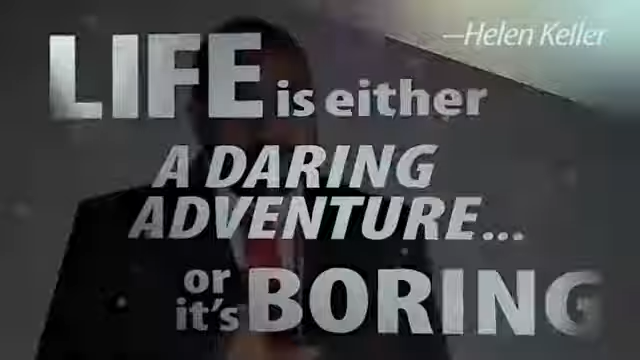 —Helen Keller
LIFE is either
A DARING
ADVENTURE...
or it's BORING